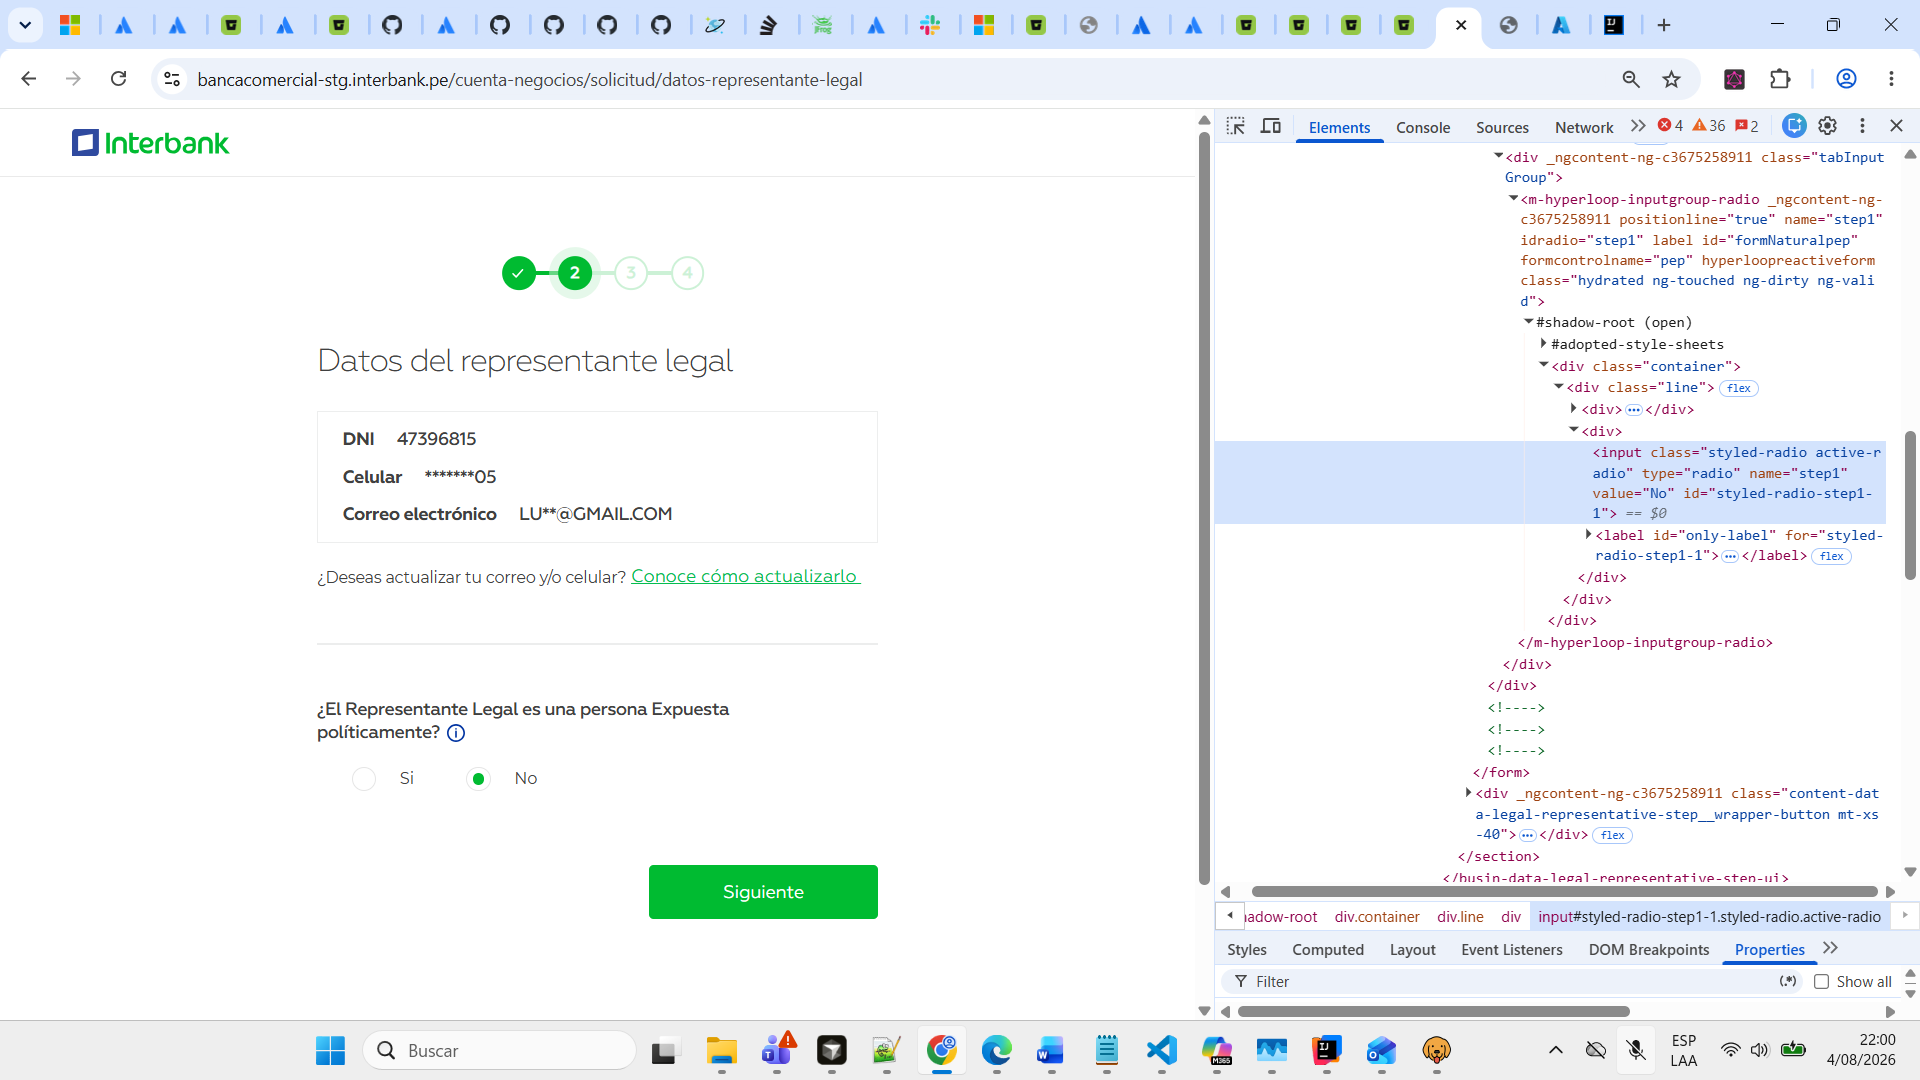 bancacomercial-stg.interbank.pe/cuenta-negocios/solicitud/datos-representante-legal
Interbank
2
3
4
Datos del representante legal
DNI 47396815
Celular *******05
Correo electrónico LU**@GMAIL.COM
¿Deseas actualizar tu correo y/o celular? Conoce cómo actualizarlo
¿El Representante Legal es una persona Expuesta
políticamente?
Si
No
Siguiente
Elements
Console
Sources
Network
4
36
2
<div _ngcontent-ng-c3675258911 class="tabInput
Group">
<m-hyperloop-inputgroup-radio _ngcontent-ng-
c3675258911 positionline="true" name="step1"
idradio="step1" label id="formNaturalpep"
formcontrolname="pep" hyperloopreactiveform
class="hydrated ng-touched ng-dirty ng-vali
d">
#shadow-root (open)
#adopted-style-sheets
<div class="container">
<div class="line"> flex
<div> ••• </div>
<div>
<input class="styled-radio active-r
adio" type="radio" name="step1"
value="No" id="styled-radio-step1-
1"> == $0
<label id="only-label" for="styled-
radio-step1-1"> ••• </label> flex
</div>
</div>
</div>
</m-hyperloop-inputgroup-radio>
</div>
</div>
<!---->
<!---->
<!---->
</form>
<div _ngcontent-ng-c3675258911 class="content-dat
a-legal-representative-step__wrapper-button mt-xs
-40"> ••• </div> flex
</section>
</busin-data-legal-representative-step-ui>
adow-root
div.container
div.line
div
input#styled-radio-step1-1.styled-radio.active-radio
Styles
Computed
Layout
Event Listeners
DOM Breakpoints
Properties
Filter
(.*)
Show all
Buscar
ESP
LAA
22:00
4/08/2026